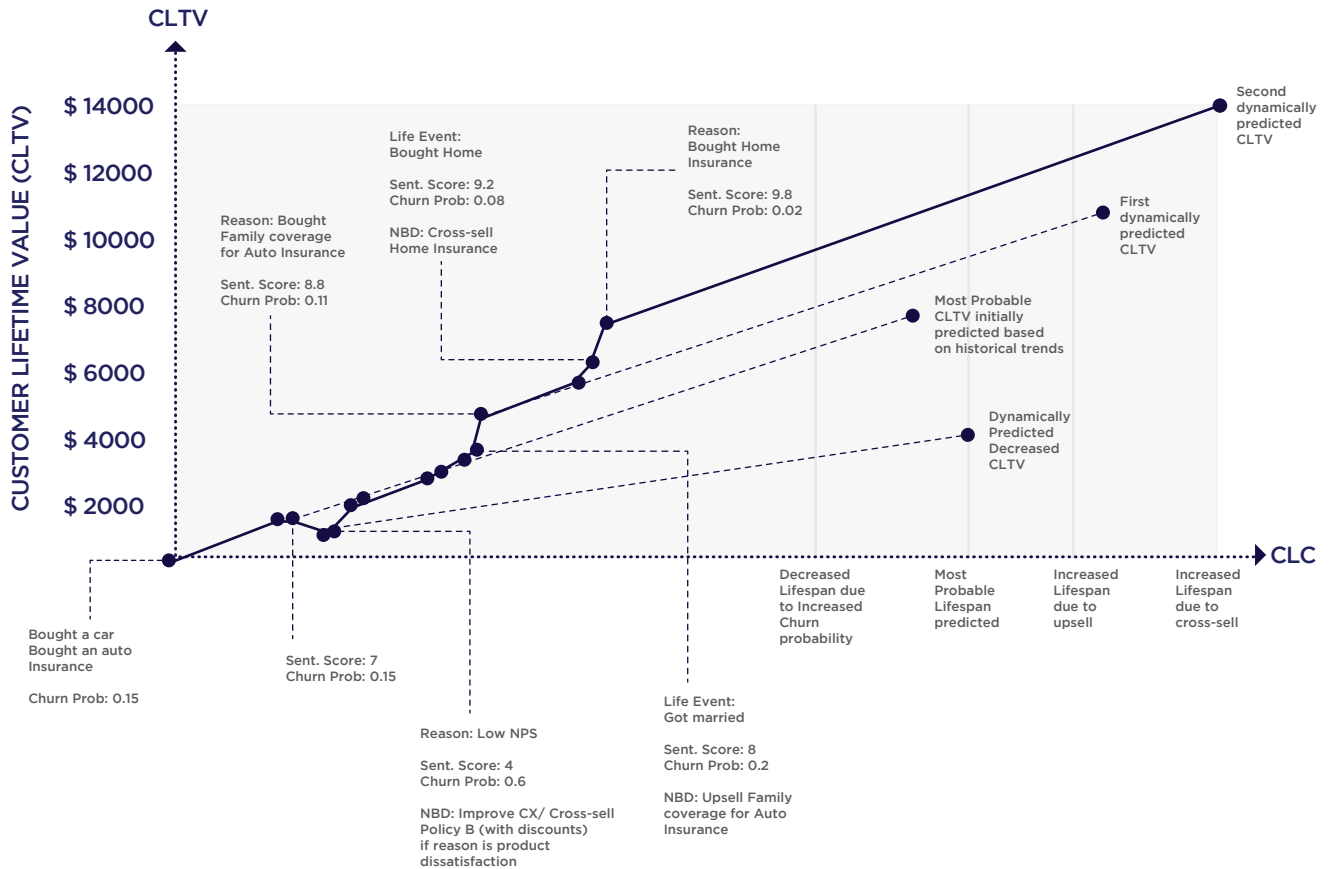 CLTV
CUSTOMER LIFETIME VALUE (CLTV)
$ 14000
$ 12000
$ 10000
$ 8000
$ 6000
$ 4000
$ 2000
Reason: Bought
Family coverage
for Auto Insurance
Sent. Score: 8.8
Churn Prob: 0.11
Life Event:
Bought Home
Sent. Score: 9.2
Churn Prob: 0.08
NBD: Cross-sell
Home Insurance
Reason:
Bought Home
Insurance
Sent. Score: 9.8
Churn Prob: 0.02
Second
dynamically
predicted
CLTV
First
dynamically
predicted
CLTV
Most Probable
CLTV initially
predicted based
on historical trends
Dynamically
Predicted
Decreased
CLTV
CLC
Decreased
Lifespan due
to Increased
Churn
probability
Most
Probable
Lifespan
predicted
Increased
Lifespan
due to
upsell
Increased
Lifespan
due to
cross-sell
Bought a car
Bought an auto
Insurance
Churn Prob: 0.15
Sent. Score: 7
Churn Prob: 0.15
Reason: Low NPS
Sent. Score: 4
Churn Prob: 0.6
NBD: Improve CX/ Cross-sell
Policy B (with discounts)
if reason is product
dissatisfaction
Life Event:
Got married
Sent. Score: 8
Churn Prob: 0.2
NBD: Upsell Family
coverage for Auto
Insurance